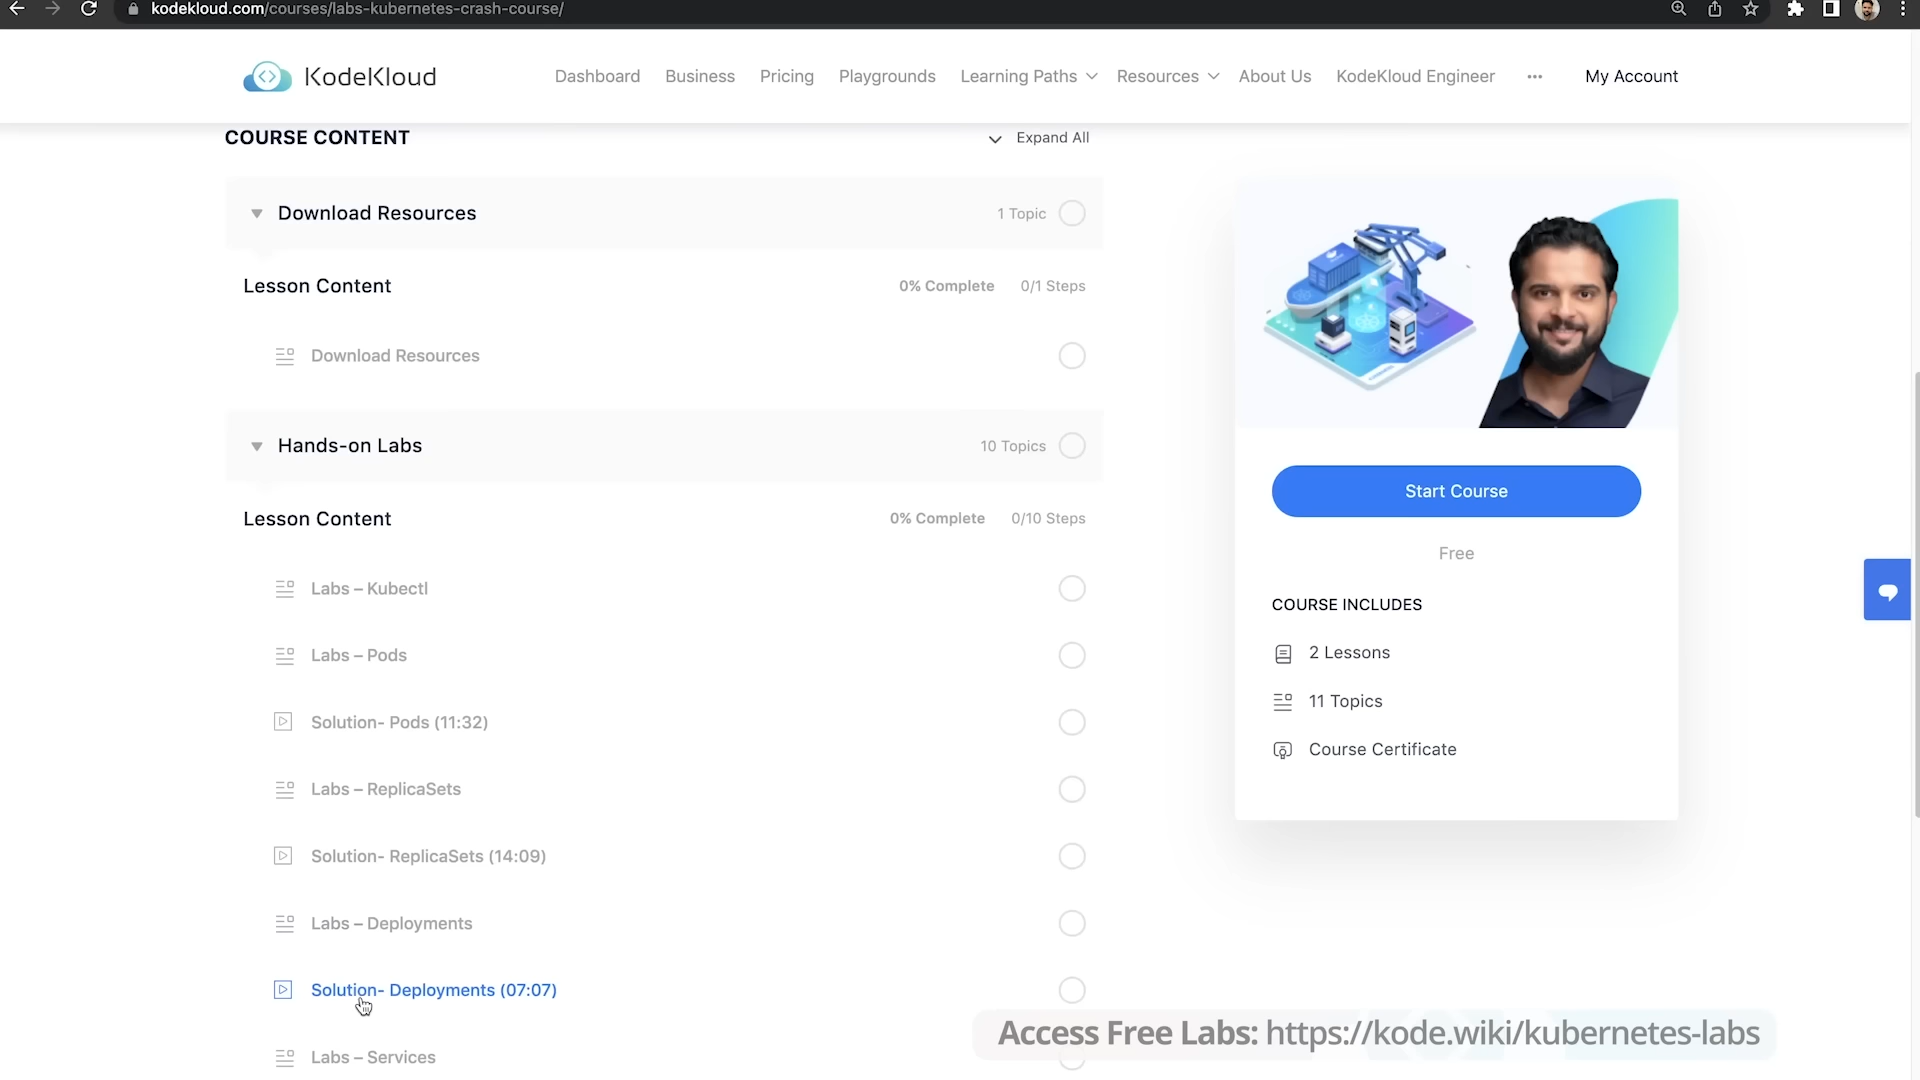 kodekloud.com/courses/labs-kubernetes-crash-course/
KodeKloud
Dashboard Business Pricing Playgrounds Learning Paths Resources About Us KodeKloud Engineer ··· My Account
COURSE CONTENT Expand All
Download Resources 1 Topic
Lesson Content 0% Complete 0/1 Steps
Download Resources
Hands-on Labs 10 Topics
Lesson Content 0% Complete 0/10 Steps
Labs – Kubectl
Labs – Pods
Solution- Pods (11:32)
Labs – ReplicaSets
Solution- ReplicaSets (14:09)
Labs – Deployments
Solution- Deployments (07:07)
Labs – Services
Start Course
Free
COURSE INCLUDES
2 Lessons
11 Topics
Course Certificate
Access Free Labs: https://kode.wiki/kubernetes-labs